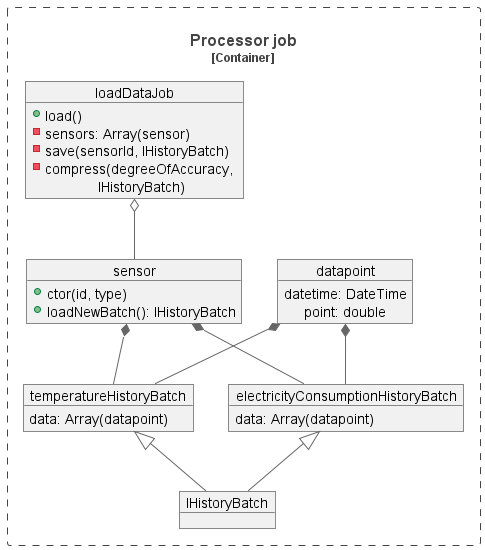 Processor job
[Container]
loadDataJob
load()
sensors: Array(sensor)
save(sensorId, IHistoryBatch)
compress(degreeOfAccuracy,
IHistoryBatch)
sensor
ctor(id, type)
loadNewBatch(): IHistoryBatch
datapoint
datetime: DateTime
point: double
temperatureHistoryBatch
data: Array(datapoint)
electricityConsumptionHistoryBatch
data: Array(datapoint)
IHistoryBatch